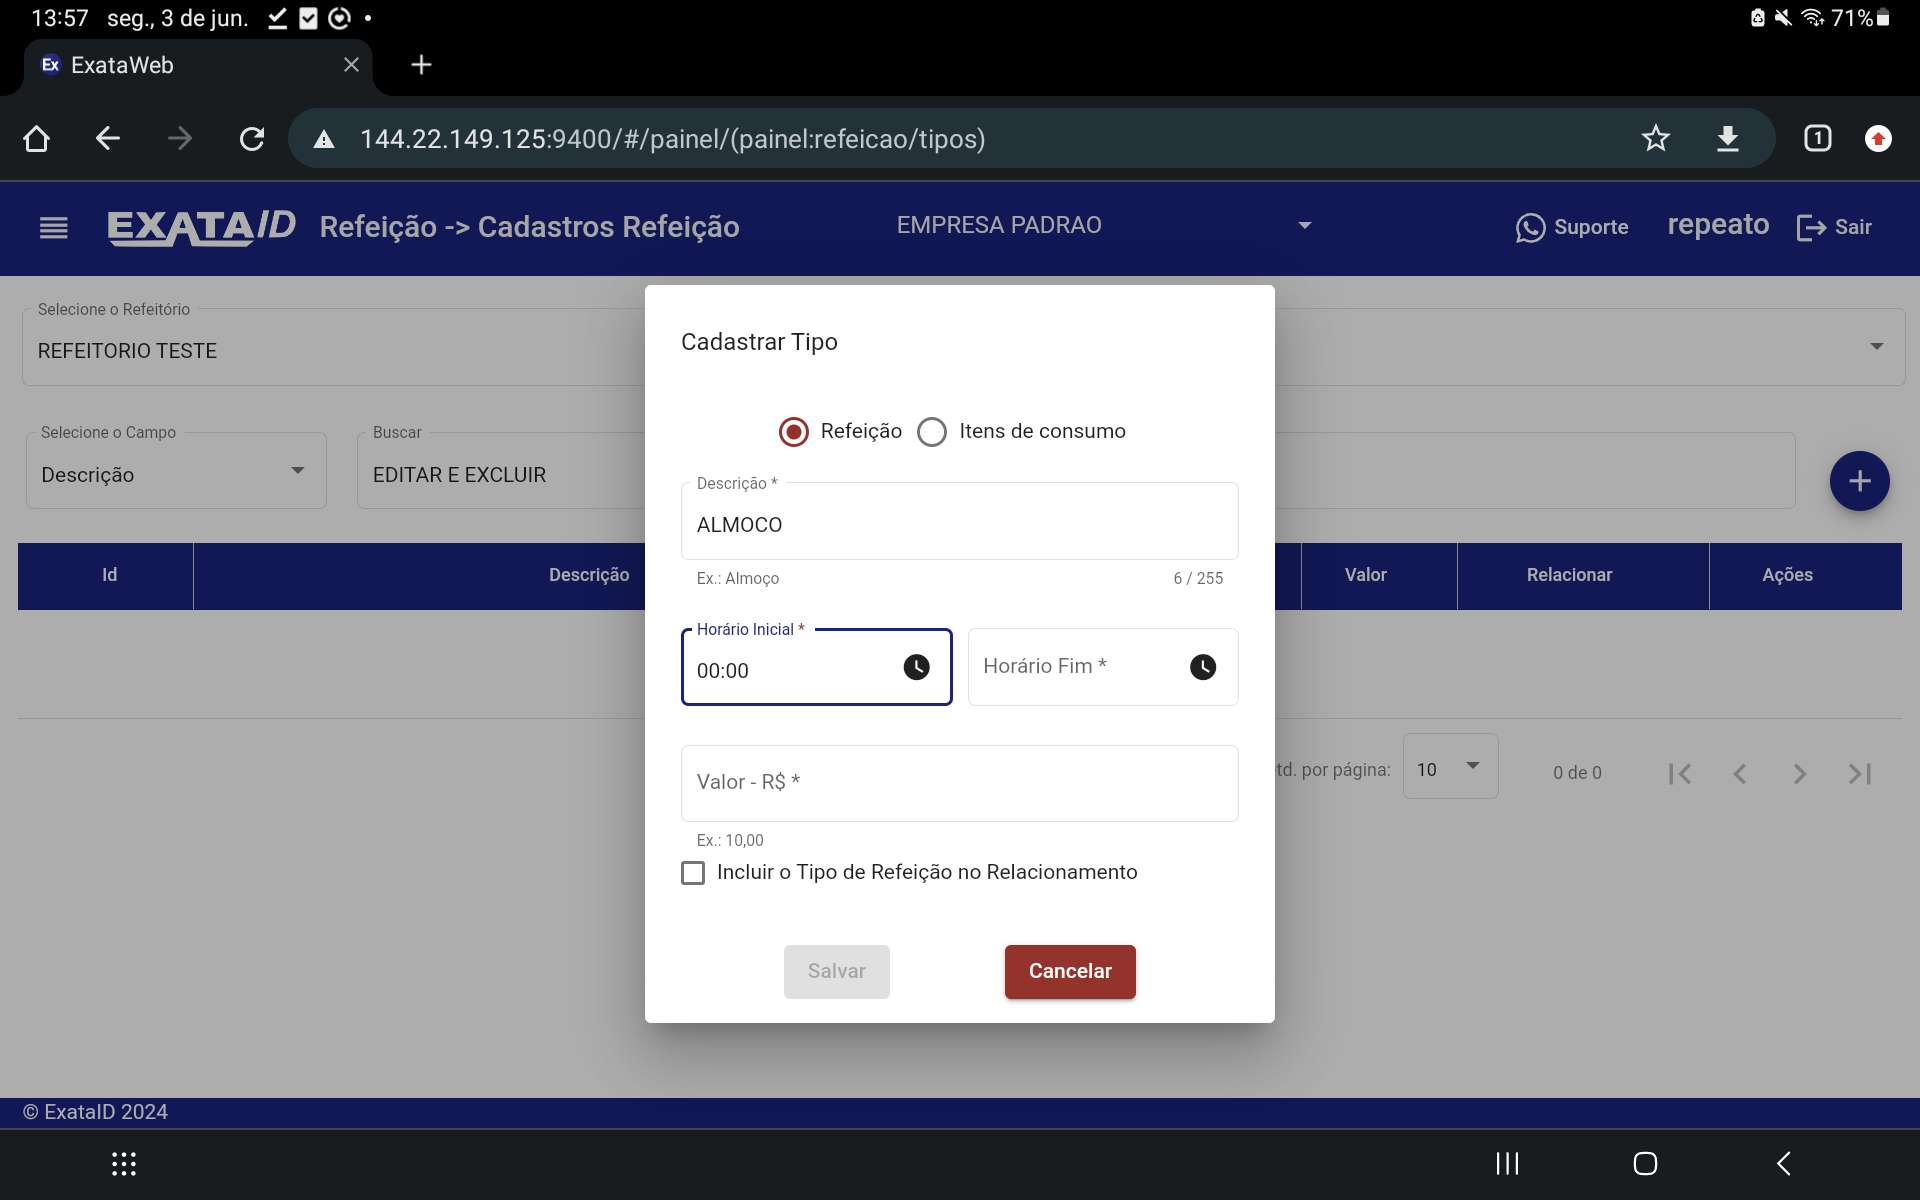 13:57 seg., 3 de jun. 71%
Ex ExataWeb
144.22.149.125:9400/#/painel/(painel:refeicao/tipos) 1
EXATAID Refeição -> Cadastros Refeição EMPRESA PADRAO Suporte repeato Sair
Selecione o Refeitório
REFEITORIO TESTE
Selecione o Campo
Descrição
Buscar
EDITAR E EXCLUIR
Id Descrição Valor Relacionar Ações
td. por página: 10 0 de 0
Cadastrar Tipo
Refeição Itens de consumo
Descrição *
ALMOCO
Ex.: Almoço 6 / 255
Horário Inicial *
00:00
Horário Fim *
Valor - R$ *
Ex.: 10,00
Incluir o Tipo de Refeição no Relacionamento
Salvar Cancelar
© ExataID 2024